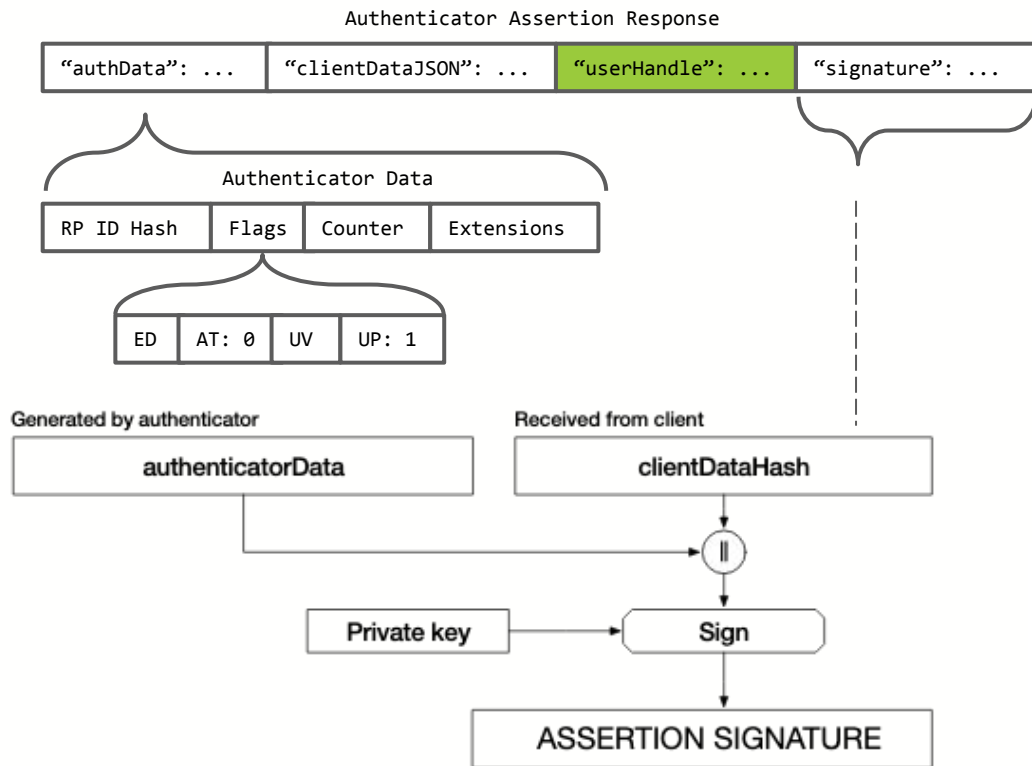 Authenticator Assertion Response
“authData”: ... “clientDataJSON”: ... “userHandle”: ... “signature”: ...
Authenticator Data
RP ID Hash Flags Counter Extensions
ED AT: 0 UV UP: 1
Generated by authenticator Received from client
authenticatorData clientDataHash
||
Private key Sign
ASSERTION SIGNATURE